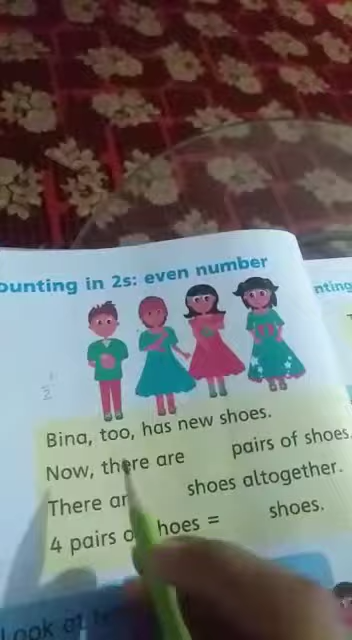 ounting in 2s: even number
nting
Bina, too, has new shoes.
Now, there are pairs of shoes.
There ar shoes altogether.
4 pairs o hoes = shoes.
ook at